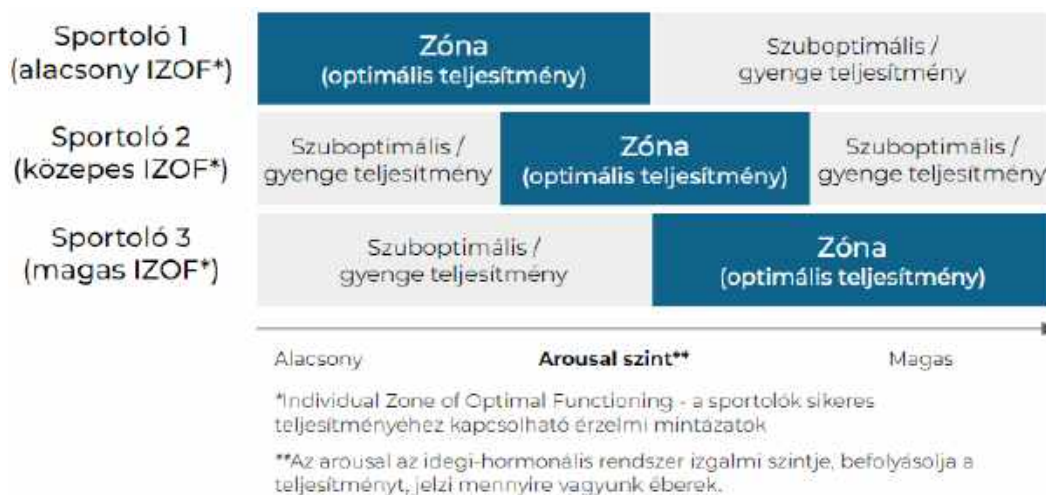 Sportoló 1
(alacsony IZOF*)
Zóna
(optimális teljesítmény)
Szuboptimális /
gyenge teljesítmény
Sportoló 2
(közepes IZOF*)
Szuboptimális /
gyenge teljesítmény
Zóna
(optimális teljesítmény)
Szuboptimális /
gyenge teljesítmény
Sportoló 3
(magas IZOF*)
Szuboptimális /
gyenge teljesítmény
Zóna
(optimális teljesítmény)
Alacsony
Arousal szint**
Magas
*Individual Zone of Optimal Functioning - a sportolók sikeres
teljesítményéhez kapcsolható érzelmi mintázatok
**Az arousal az idegi-hormonális rendszer izgalmi szintje, befolyásolja a
teljesítményt, jelzi mennyire vagyunk éberek.